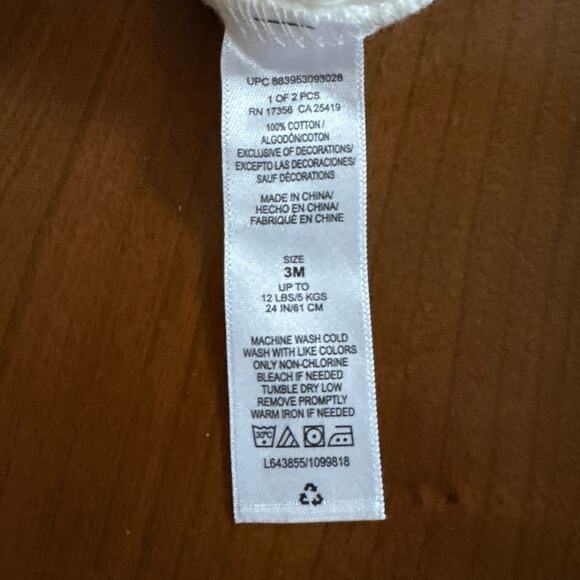 UPC 883953093028
1 OF 2 PCS
RN 17356 CA 25419
100% COTTON /
ALGODÓN/COTON
EXCLUSIVE OF DECORATIONS/
EXCEPTO LAS DECORACIONES/
SAUF DÉCORATIONS
MADE IN CHINA/
HECHO EN CHINA/
FABRIQUÉ EN CHINE
SIZE
3M
UP TO
12 LBS/5 KGS
24 IN/61 CM
MACHINE WASH COLD
WASH WITH LIKE COLORS
ONLY NON-CHLORINE
BLEACH IF NEEDED
TUMBLE DRY LOW
REMOVE PROMPTLY
WARM IRON IF NEEDED
30°C
L643855/1099818